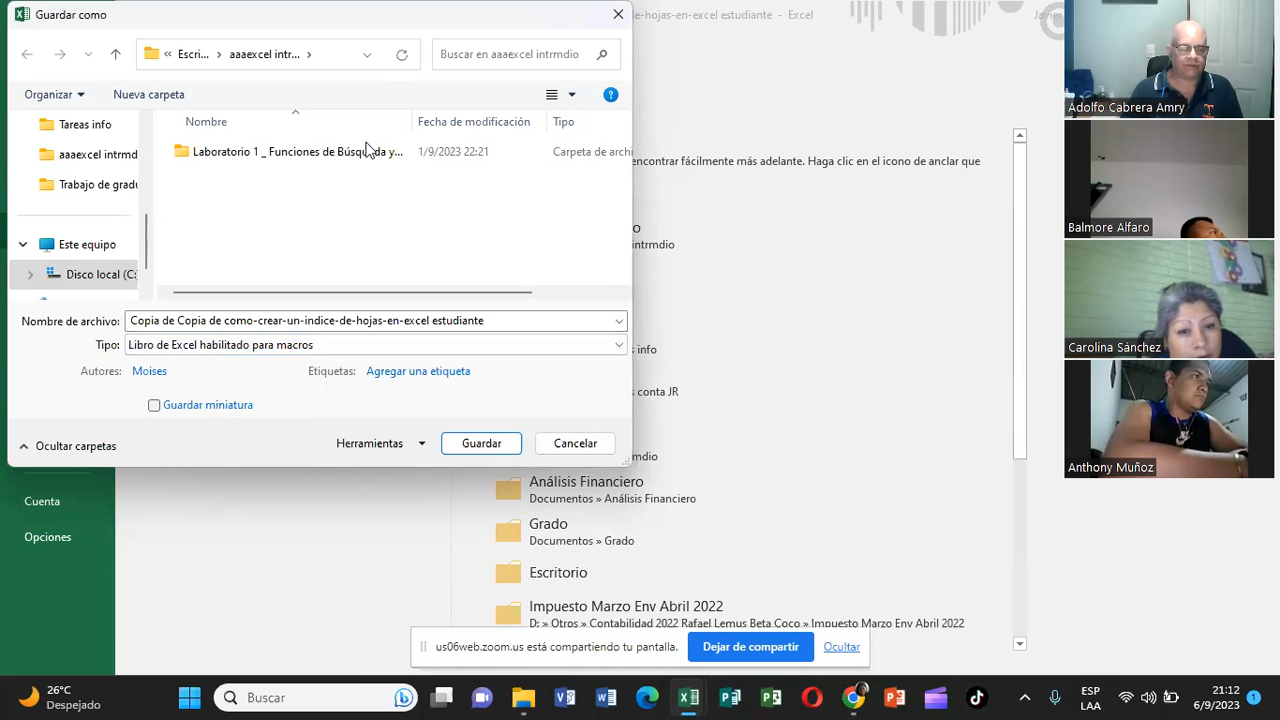 Guardar como
-de-hojas-en-excel estudiante - Excel
Javier
« Escri... > aaaexcel intr... >
Buscar en aaaexcel intrmdio
Organizar
Nueva carpeta
Tareas info
aaaexcel intrmd
Trabajo de gradu
Este equipo
Disco local (C:
Nombre
Fecha de modificación
Tipo
Laboratorio 1 _ Funciones de Búsqueda y...
1/9/2023 22:21
Carpeta de archi
Nombre de archivo: Copia de Copia de como-crear-un-indice-de-hojas-en-excel estudiante
Tipo: Libro de Excel habilitado para macros
Autores: Moises
Etiquetas: Agregar una etiqueta
Guardar miniatura
Ocultar carpetas
Herramientas
Guardar
Cancelar
Cuenta
Opciones
encontrar fácilmente más adelante. Haga clic en el icono de anclar que
o
intrmdio
s info
s conta JR
mdio
Análisis Financiero
Documentos » Análisis Financiero
Grado
Documentos » Grado
Escritorio
Impuesto Marzo Env Abril 2022
D: » Otros » Contabilidad 2022 Rafael Lemus Beta Coco » Impuesto Marzo Env Abril 2022
us06web.zoom.us está compartiendo tu pantalla.
Dejar de compartir
Ocultar
Adolfo Cabrera Amry
Balmore Alfaro
Carolina Sánchez
Anthony Muñoz
26°C
Despejado
Buscar
ESP
LAA
21:12
6/9/2023
1